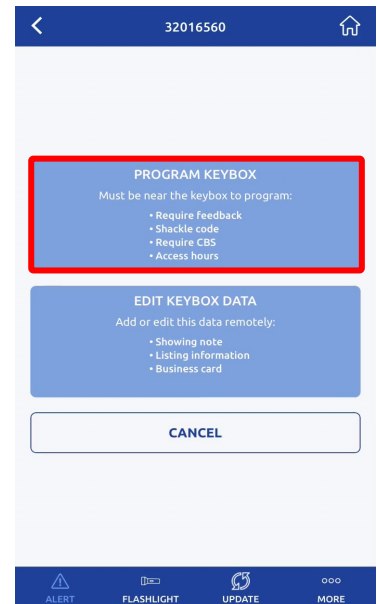 32016560
PROGRAM KEYBOX
Must be near the keybox to program:
• Require feedback
• Shackle code
• Require CBS
• Access hours
EDIT KEYBOX DATA
Add or edit this data remotely:
• Showing note
• Listing information
• Business card
CANCEL
ALERT FLASHLIGHT UPDATE MORE